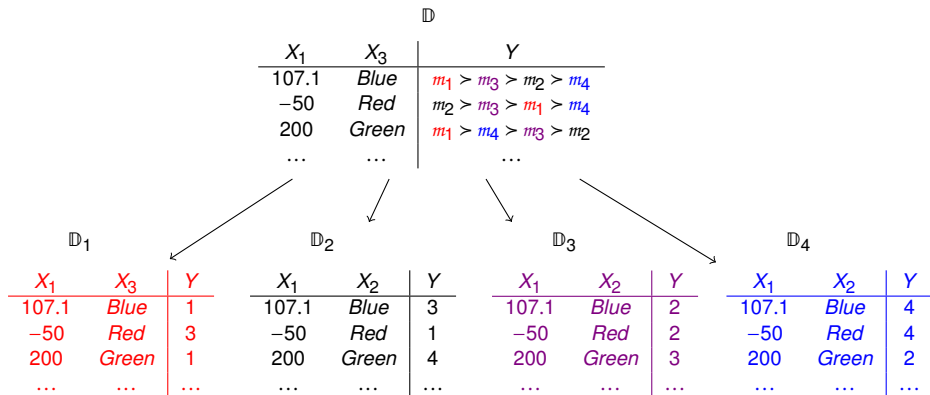 𝔻
X₁ X₃ Y
107.1 Blue m₁ ≻ m₃ ≻ m₂ ≻ m₄
−50 Red m₂ ≻ m₃ ≻ m₁ ≻ m₄
200 Green m₁ ≻ m₄ ≻ m₃ ≻ m₂
... ... ...
𝔻₁ 𝔻₂ 𝔻₃ 𝔻₄
X₁ X₃ Y X₁ X₂ Y X₁ X₂ Y X₁ X₂ Y
107.1 Blue 1 107.1 Blue 3 107.1 Blue 2 107.1 Blue 4
−50 Red 3 −50 Red 1 −50 Red 2 −50 Red 4
200 Green 1 200 Green 4 200 Green 3 200 Green 2
... ... ... ... ... ... ... ... ... ... ... ...